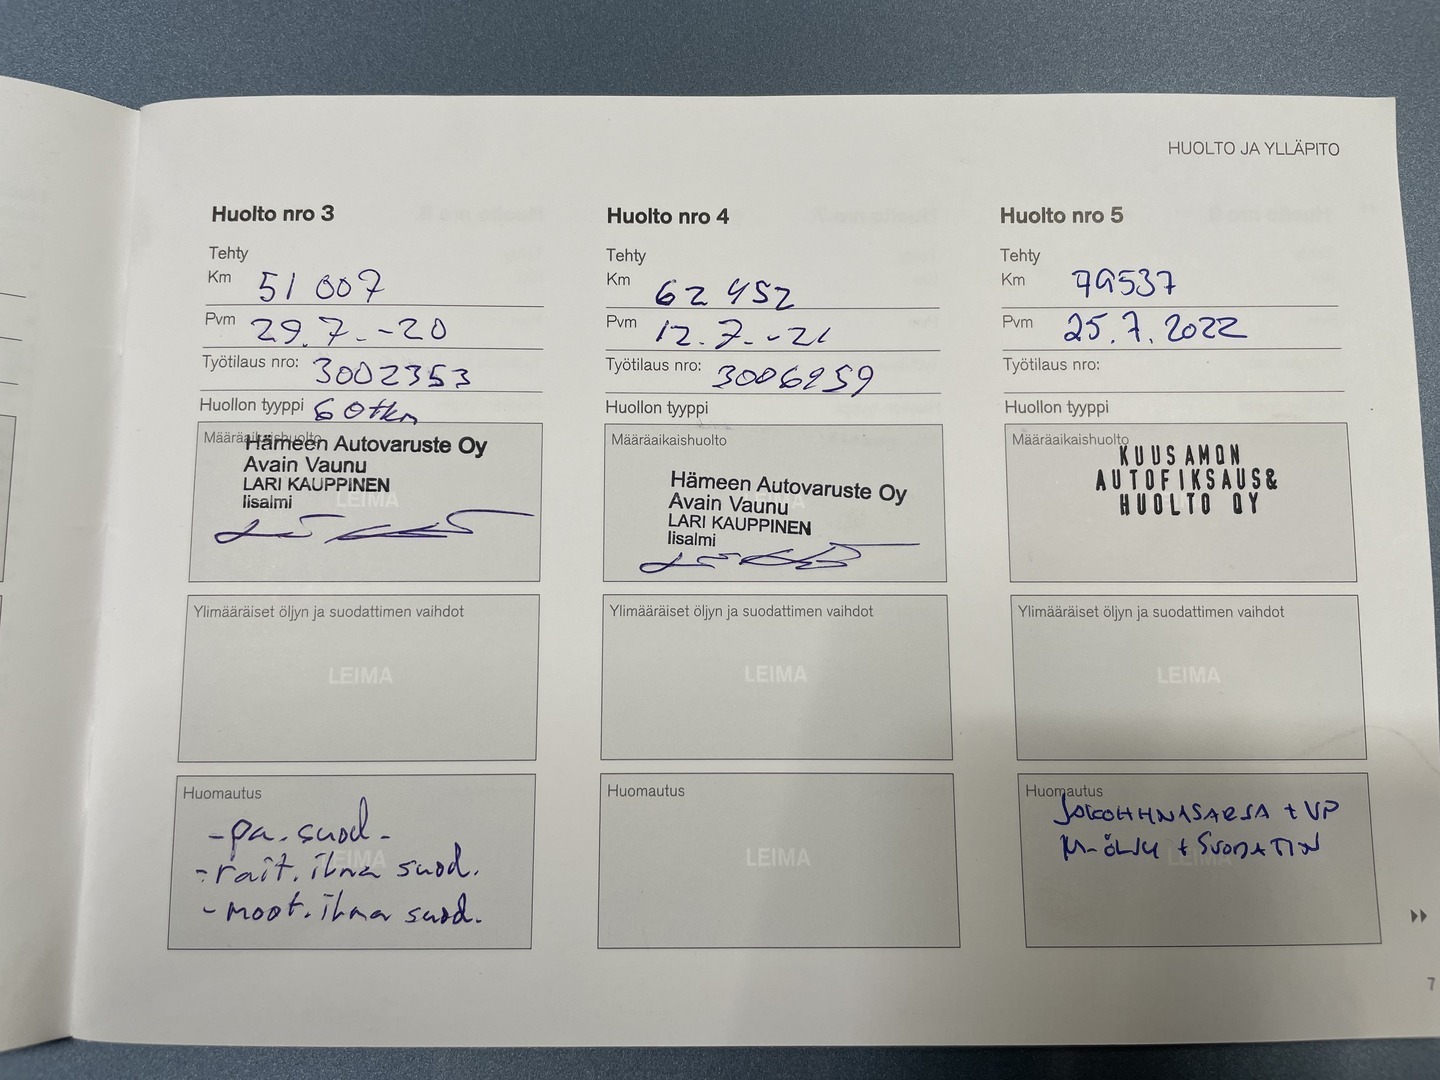 HUOLTO JA YLLÄPITO
Huolto nro 3
Tehty
Km 51 007
Pvm 29.7.-20
Työtilaus nro: 3002353
Huollon tyyppi 60tkm
Määräaikaishuolto
Hämeen Autovaruste Oy
Avain Vaunu
LARI KAUPPINEN
Iisalmi
LEIMA
Ylimääräiset öljyn ja suodattimen vaihdot
LEIMA
Huomautus
-pa. suod-
-rait. ilma suod.
-moot. ilma suod.
LEIMA
Huolto nro 4
Tehty
Km 62 452
Pvm 12.7.-21
Työtilaus nro: 3006959
Huollon tyyppi
Määräaikaishuolto
Hämeen Autovaruste Oy
Avain Vaunu
LARI KAUPPINEN
Iisalmi
Ylimääräiset öljyn ja suodattimen vaihdot
LEIMA
Huomautus
LEIMA
Huolto nro 5
Tehty
Km 79537
Pvm 25.7.2022
Työtilaus nro:
Huollon tyyppi
Määräaikaishuolto
KUUSAMON
AUTOFIKSAUS&
HUOLTO OY
Ylimääräiset öljyn ja suodattimen vaihdot
LEIMA
Huomautus
JAKOHIHNASARJA + VP
M-ÖLJY + SUODATIN
LEIMA
7